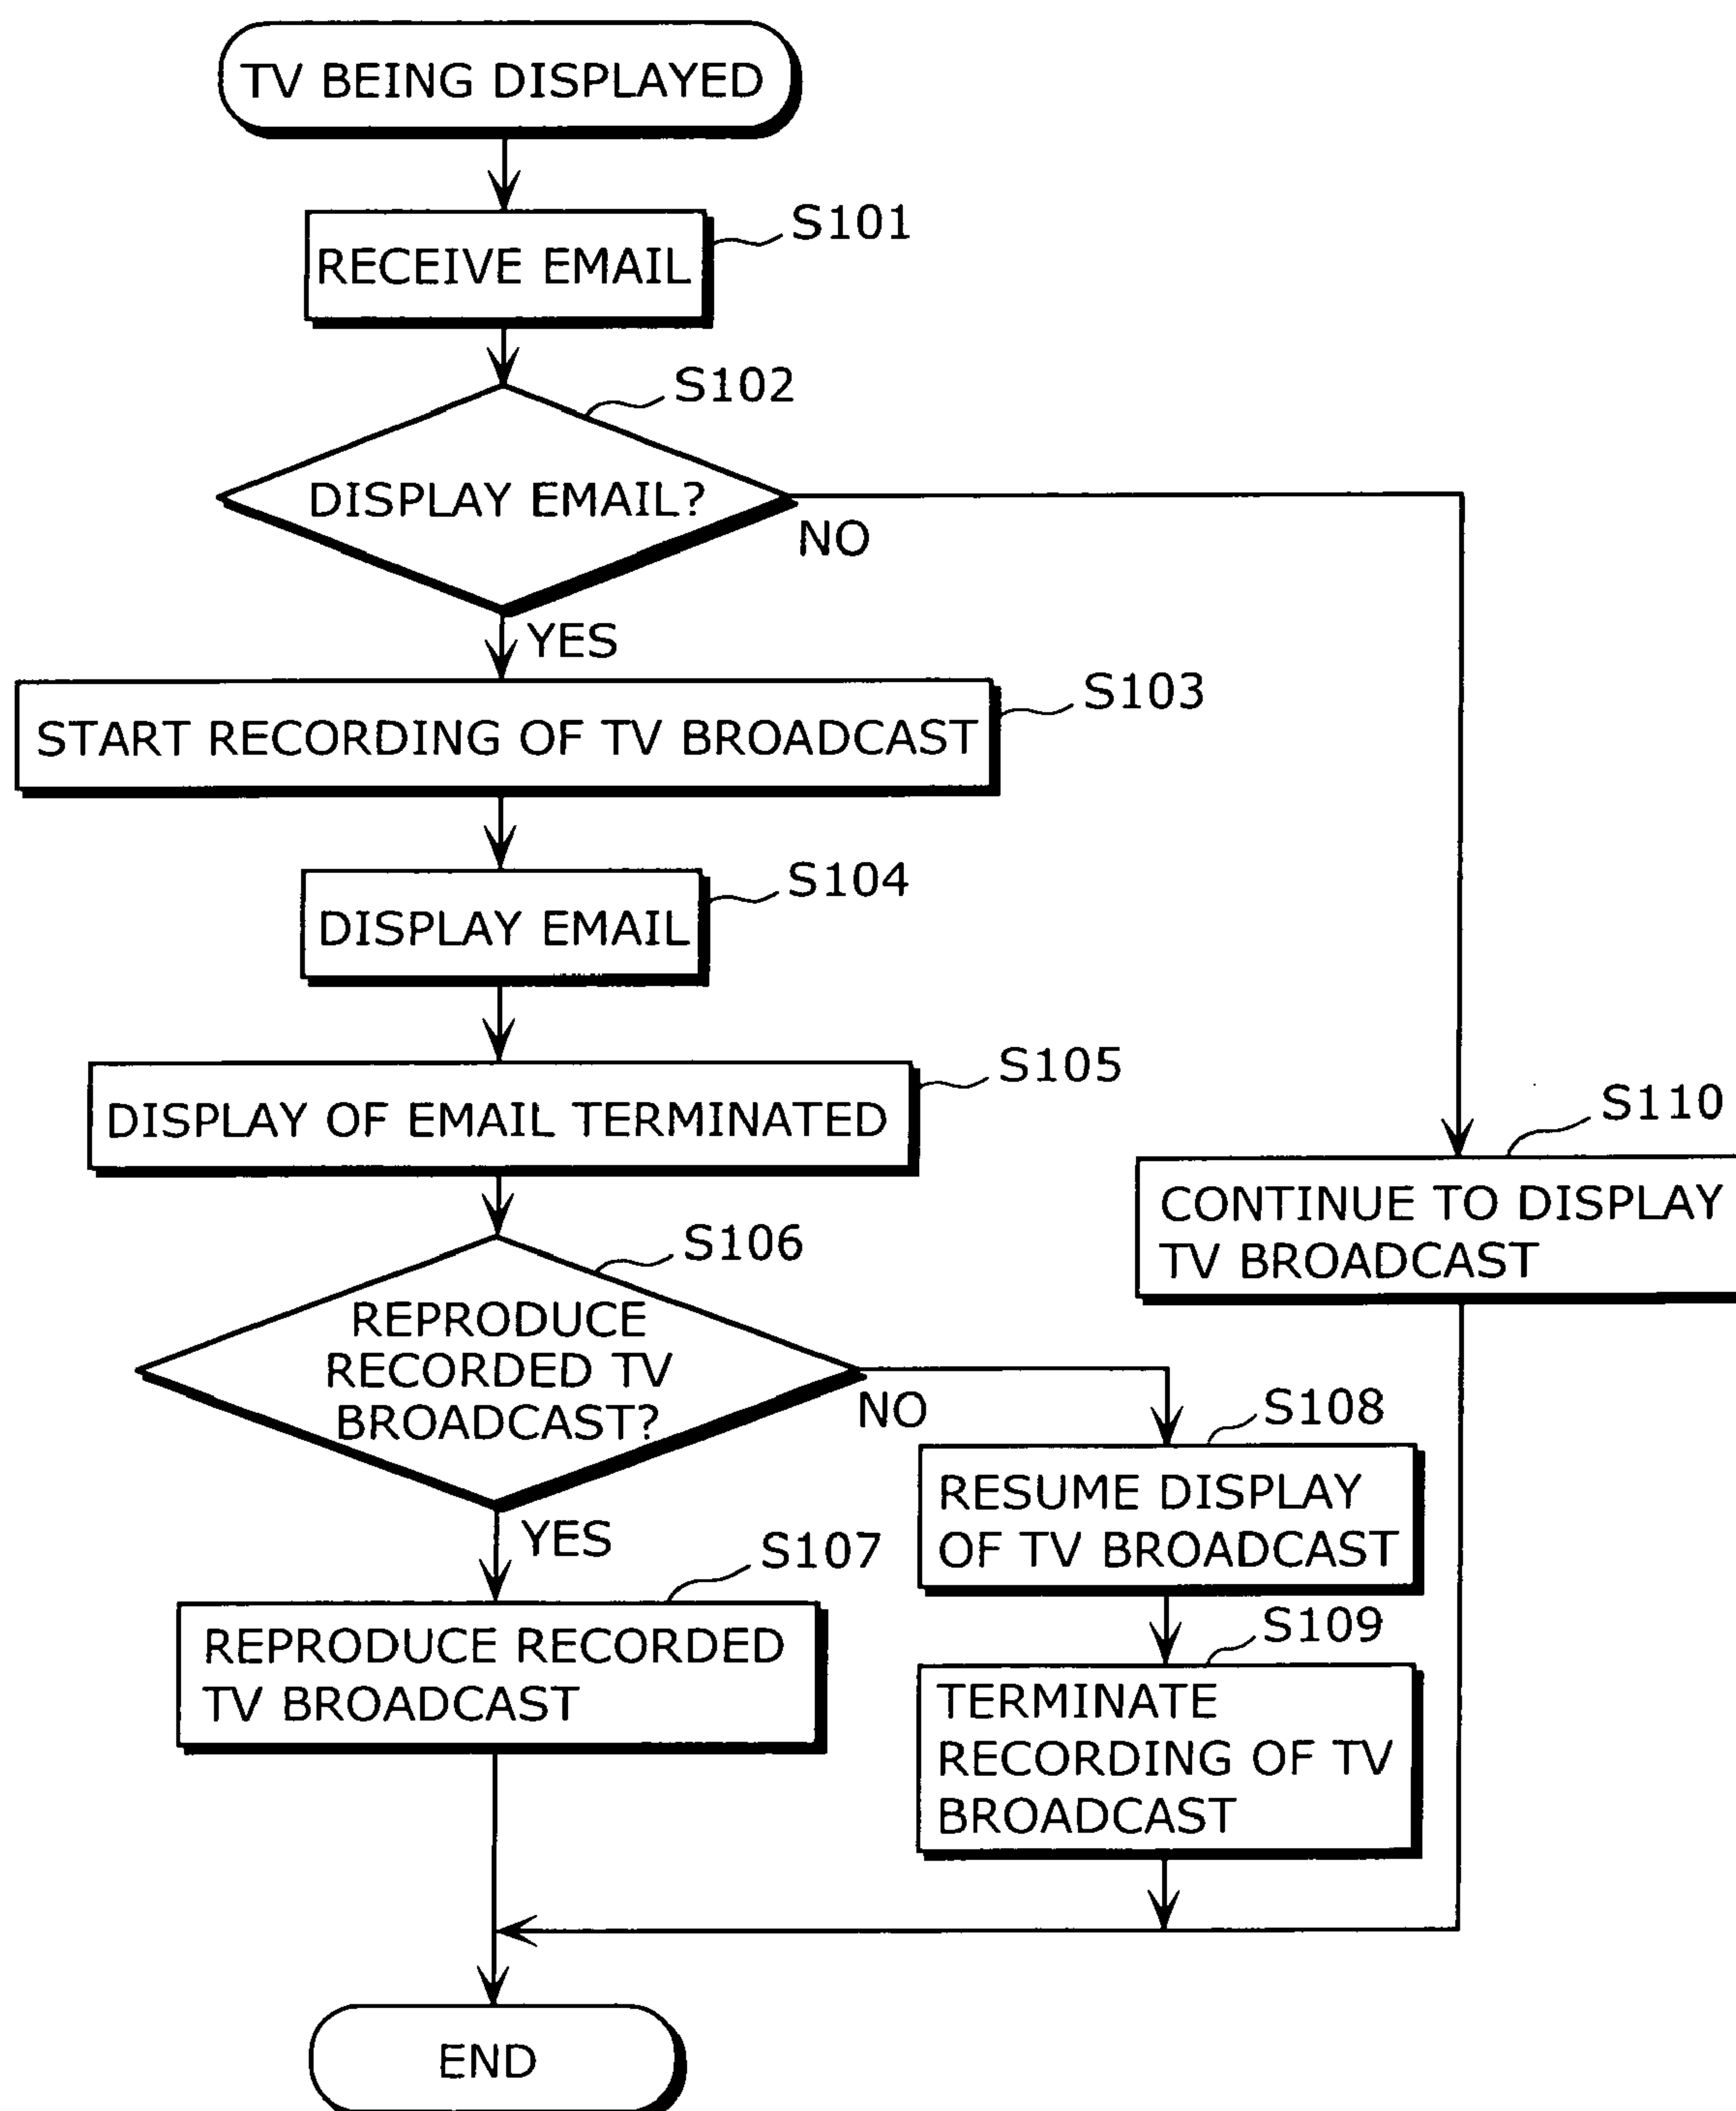 TV BEING DISPLAYED
S101
RECEIVE EMAIL
S102
DISPLAY EMAIL?
NO
YES
S103
START RECORDING OF TV BROADCAST
S104
DISPLAY EMAIL
S105
DISPLAY OF EMAIL TERMINATED
S110
CONTINUE TO DISPLAY
TV BROADCAST
S106
REPRODUCE
RECORDED TV
BROADCAST?
NO
YES
S108
RESUME DISPLAY
OF TV BROADCAST
S107
REPRODUCE RECORDED
TV BROADCAST
S109
TERMINATE
RECORDING OF TV
BROADCAST
END